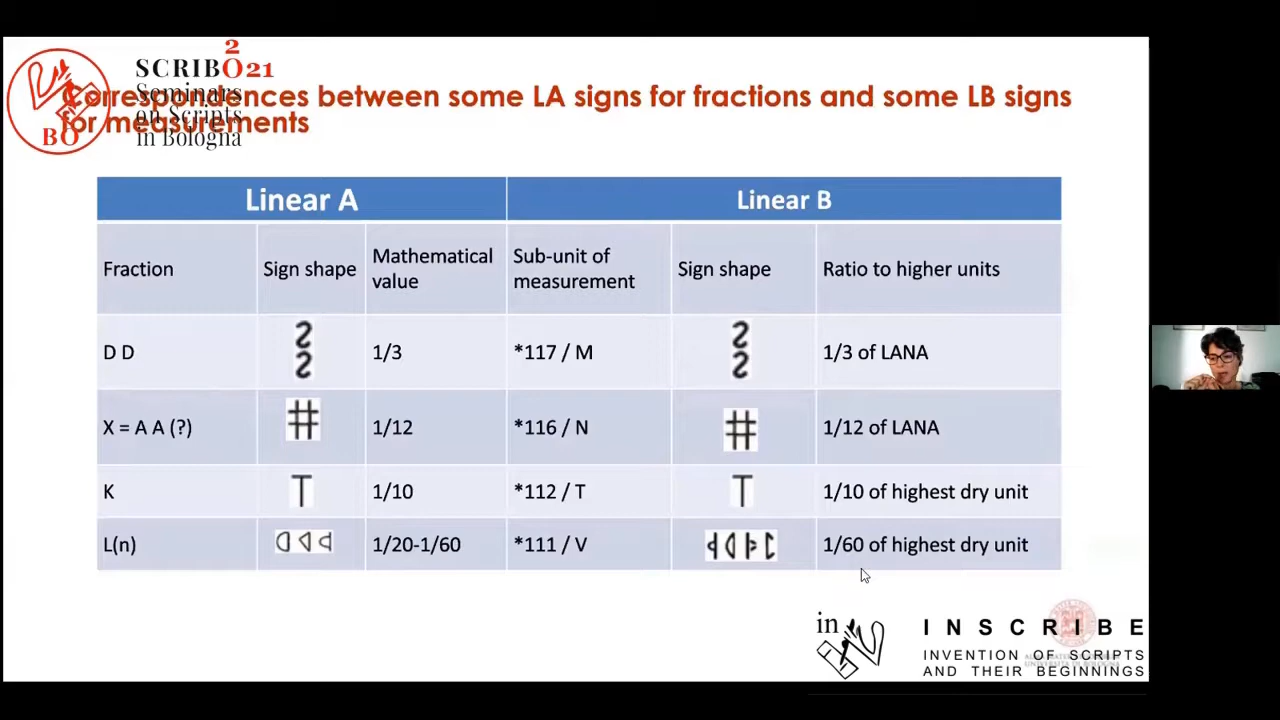 2
SCRIBO21
Seminars
on Scripts
in Bologna
BO
Correspondences between some LA signs for fractions and some LB signs
for measurements
Linear A Linear B
Fraction Sign shape Mathematical value Sub-unit of measurement Sign shape Ratio to higher units
D D 1/3 *117 / M 1/3 of LANA
X = A A (?) 1/12 *116 / N 1/12 of LANA
K 1/10 *112 / T 1/10 of highest dry unit
L(n) 1/20-1/60 *111 / V 1/60 of highest dry unit
in
INSCRIBE
INVENTION OF SCRIPTS
AND THEIR BEGINNINGS